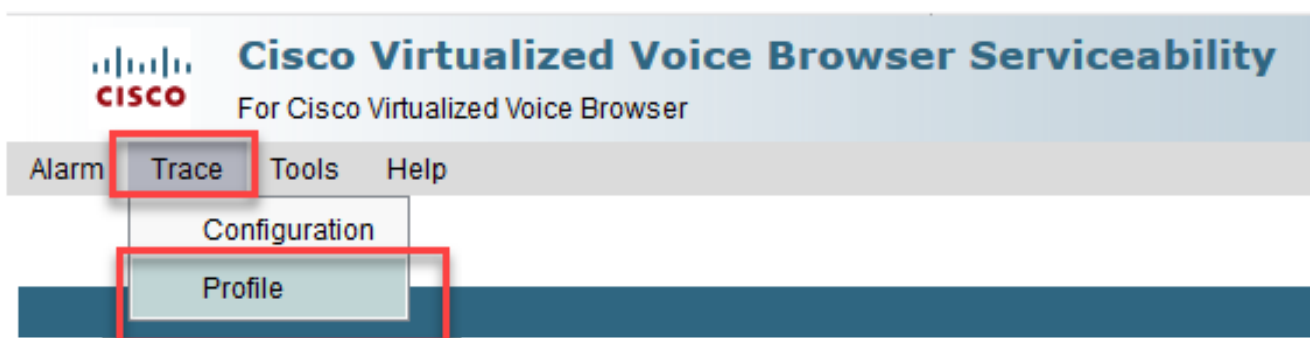 Cisco Virtualized Voice Browser Serviceability
CISCO
For Cisco Virtualized Voice Browser
Alarm Trace Tools Help
Configuration
Profile